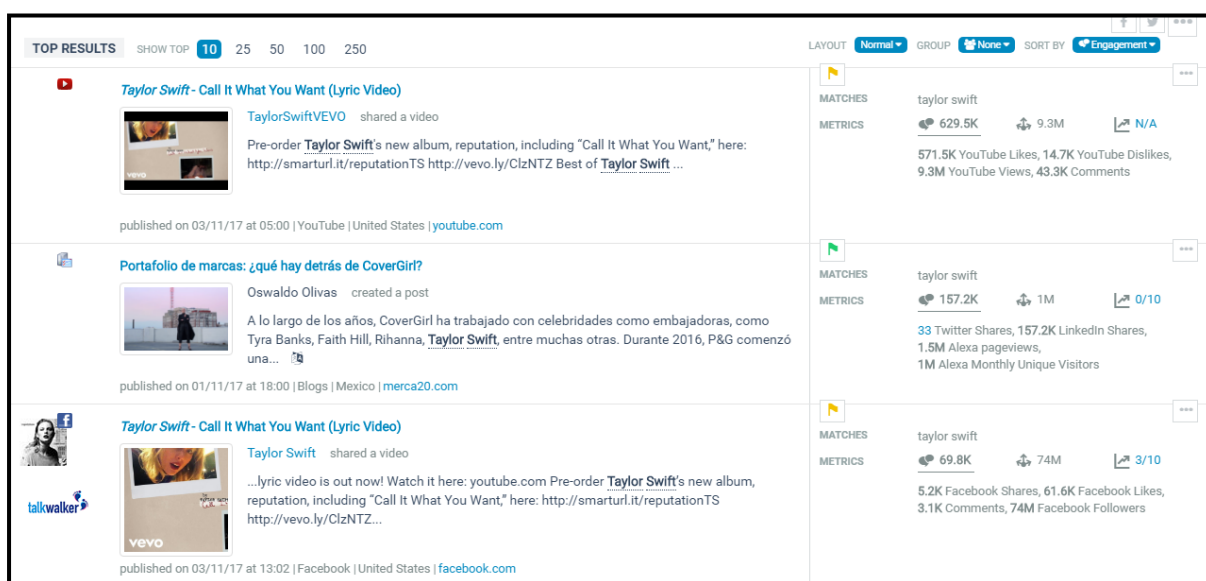 TOP RESULTS SHOW TOP 10 25 50 100 250
LAYOUT Normal GROUP None SORT BY Engagement
Taylor Swift - Call It What You Want (Lyric Video)
TaylorSwiftVEVO shared a video
Pre-order Taylor Swift's new album, reputation, including “Call It What You Want,” here:
http://smarturl.it/reputationTS http://vevo.ly/ClzNTZ Best of Taylor Swift ...
vevo
published on 03/11/17 at 05:00 | YouTube | United States | youtube.com
MATCHES taylor swift
METRICS 629.5K 9.3M N/A
571.5K YouTube Likes, 14.7K YouTube Dislikes,
9.3M YouTube Views, 43.3K Comments
Portafolio de marcas: ¿qué hay detrás de CoverGirl?
Oswaldo Olivas created a post
A lo largo de los años, CoverGirl ha trabajado con celebridades como embajadoras, como
Tyra Banks, Faith Hill, Rihanna, Taylor Swift, entre muchas otras. Durante 2016, P&G comenzó
una...
published on 01/11/17 at 18:00 | Blogs | Mexico | merca20.com
MATCHES taylor swift
METRICS 157.2K 1M 0/10
33 Twitter Shares, 157.2K LinkedIn Shares,
1.5M Alexa pageviews,
1M Alexa Monthly Unique Visitors
Taylor Swift - Call It What You Want (Lyric Video)
Taylor Swift shared a video
...lyric video is out now! Watch it here: youtube.com Pre-order Taylor Swift's new album,
reputation, including “Call It What You Want,” here: http://smarturl.it/reputationTS
http://vevo.ly/ClzNTZ...
vevo
talkwalker
published on 03/11/17 at 13:02 | Facebook | United States | facebook.com
MATCHES taylor swift
METRICS 69.8K 74M 3/10
5.2K Facebook Shares, 61.6K Facebook Likes,
3.1K Comments, 74M Facebook Followers